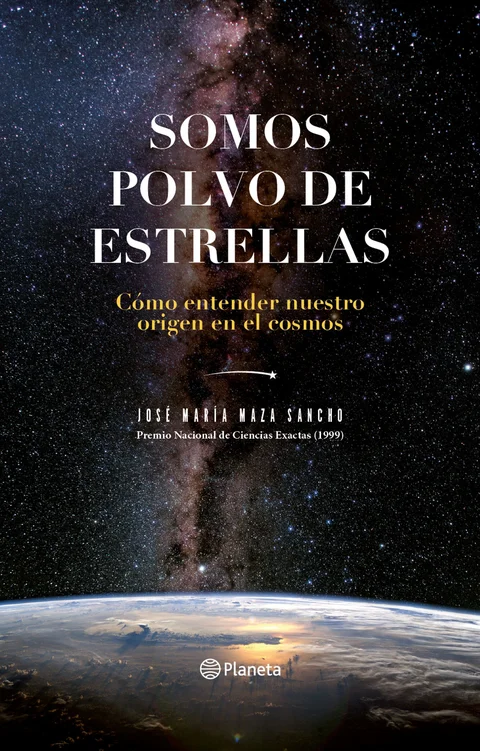 SOMOS
POLVO DE
ESTRELLAS
Cómo entender nuestro
origen en el cosmos
JOSÉ MARÍA MAZA SANCHO
Premio Nacional de Ciencias Exactas (1999)
Planeta